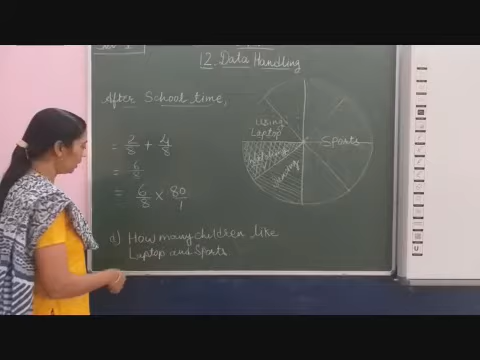 12. Data Handling
After School time,
Using
Laptop
Sports
= 2/8 + 4/8
= 6/8
= 6/8 × 80/1
d) How many children like
Laptop and Sports